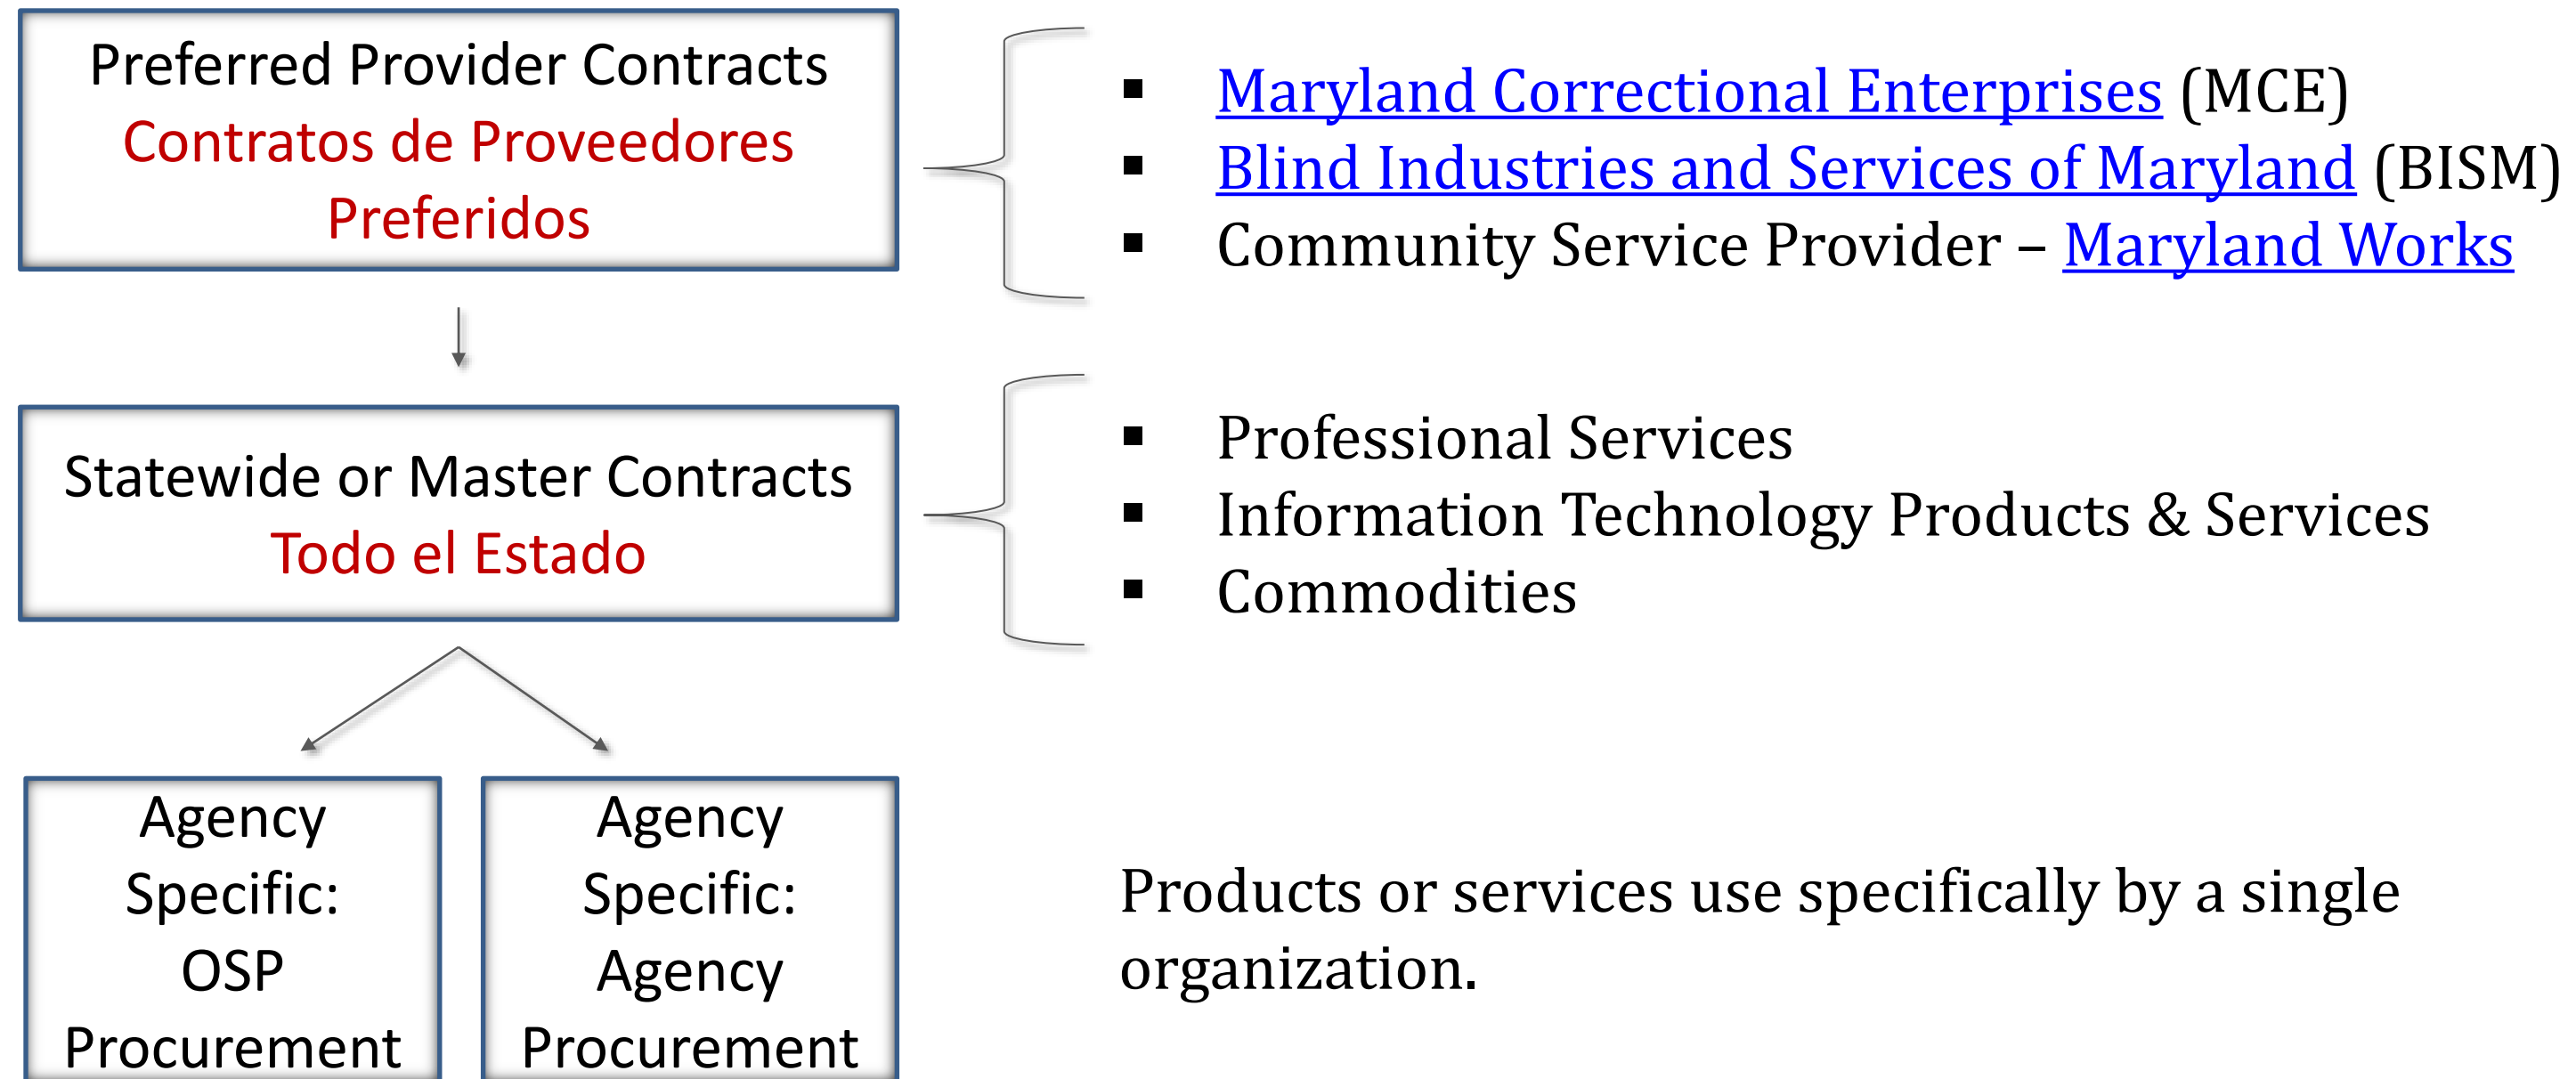 Preferred Provider Contracts
Contratos de Proveedores
Preferidos
▪ Maryland Correctional Enterprises (MCE)
▪ Blind Industries and Services of Maryland (BISM)
▪ Community Service Provider – Maryland Works
Statewide or Master Contracts
Todo el Estado
▪ Professional Services
▪ Information Technology Products & Services
▪ Commodities
Agency
Specific:
OSP
Procurement
Agency
Specific:
Agency
Procurement
Products or services use specifically by a single
organization.